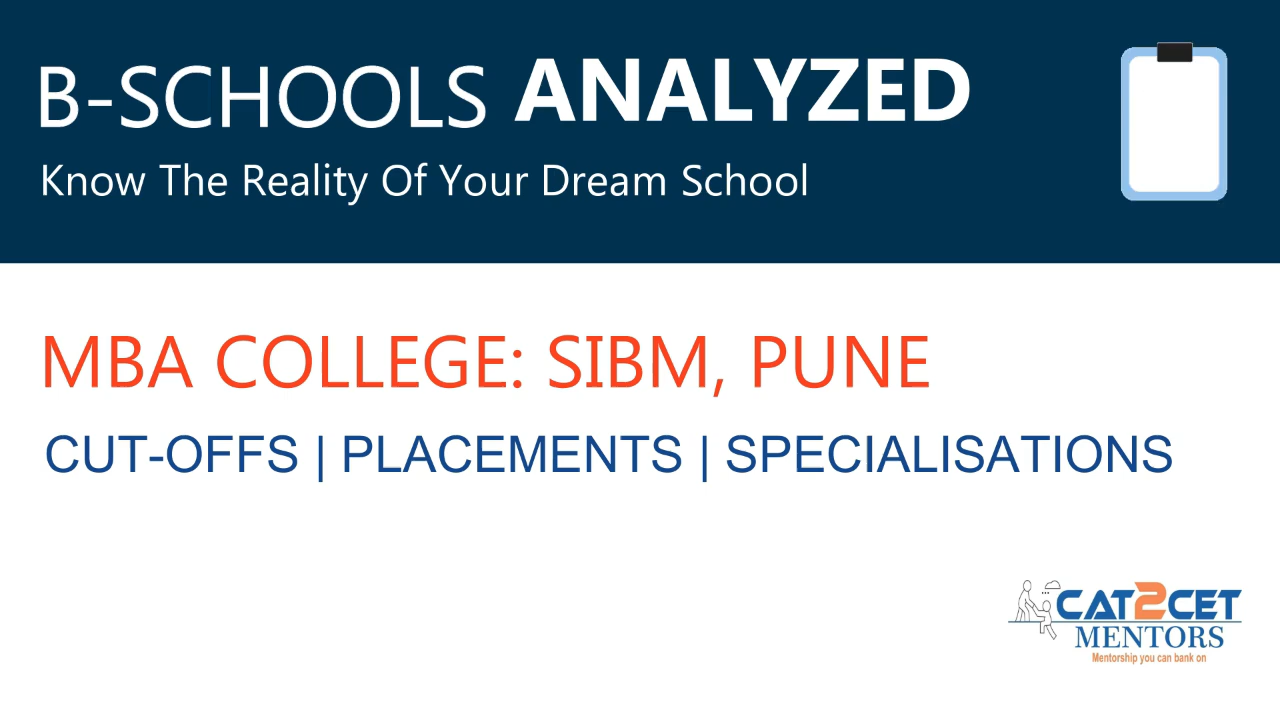 B-SCHOOLS ANALYZED
Know The Reality Of Your Dream School
MBA COLLEGE: SIBM, PUNE
CUT-OFFS | PLACEMENTS | SPECIALISATIONS
CAT2CET
MENTORS
Mentorship you can bank on